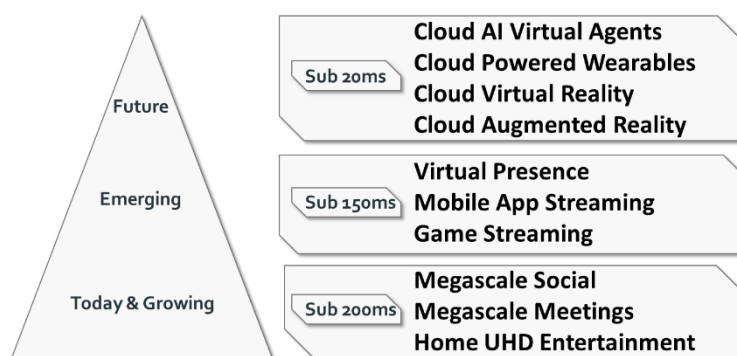 Future
Sub 20ms
Cloud AI Virtual Agents
Cloud Powered Wearables
Cloud Virtual Reality
Cloud Augmented Reality
Emerging
Sub 150ms
Virtual Presence
Mobile App Streaming
Game Streaming
Today & Growing
Sub 200ms
Megascale Social
Megascale Meetings
Home UHD Entertainment